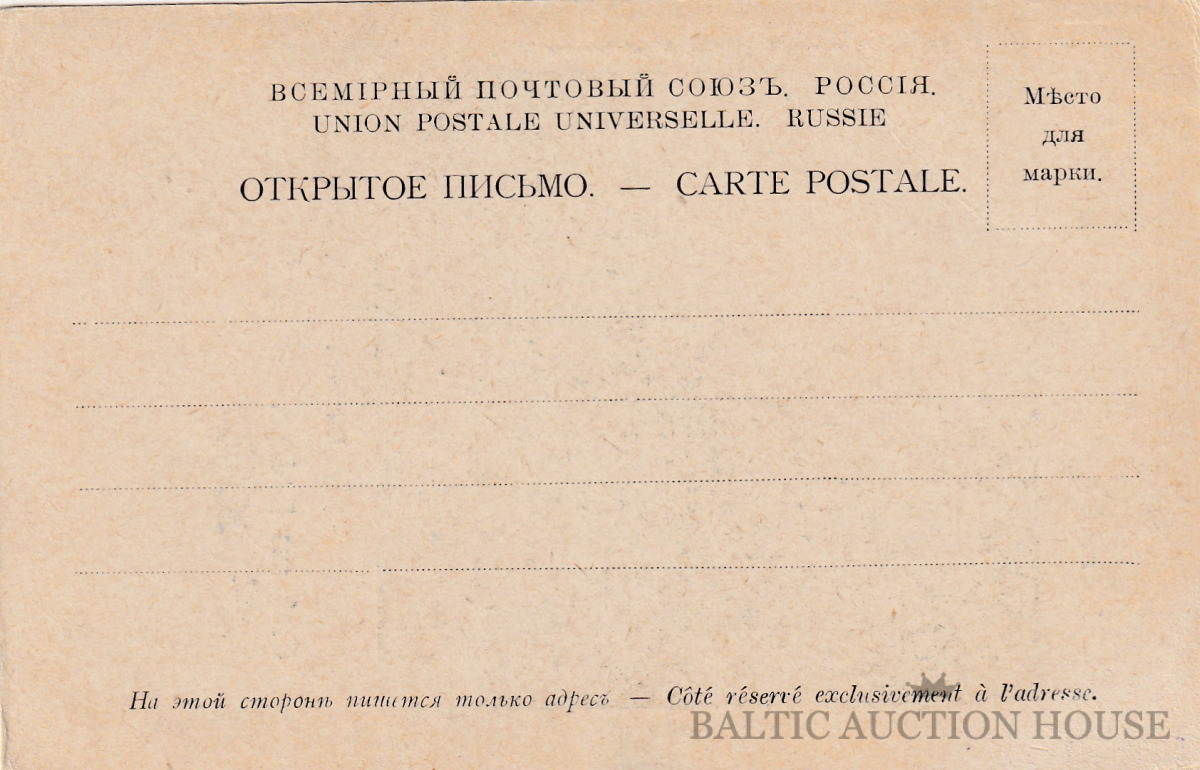 ВСЕМІРНЫЙ ПОЧТОВЫЙ СОЮЗЪ. РОССІЯ.
UNION POSTALE UNIVERSELLE. RUSSIE
ОТКРЫТОЕ ПИСЬМО. — CARTE POSTALE.
Мѣсто
для
марки.
На этой сторонѣ пишется только адресъ — Côté réservé exclusivement à l'adresse.
BALTIC AUCTION HOUSE